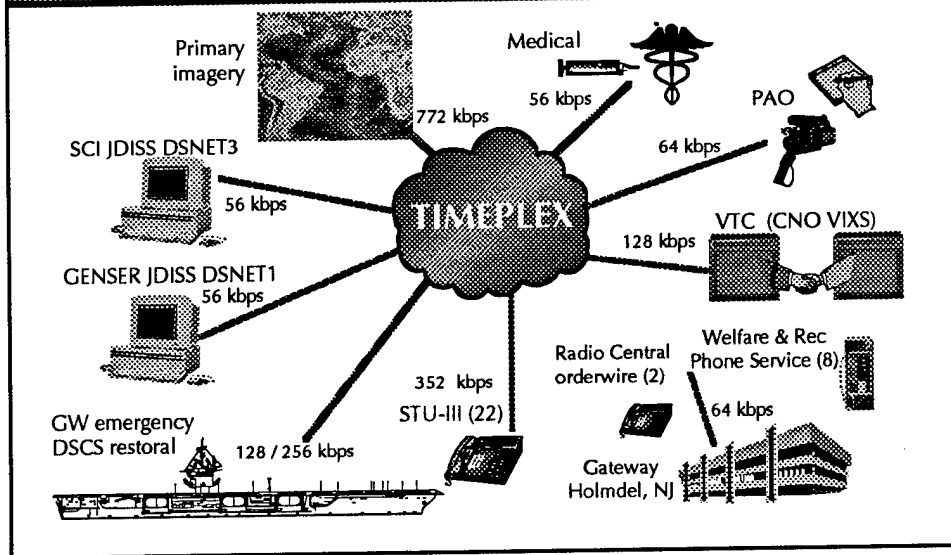 Primary
imagery
772 kbps
Medical
56 kbps
PAO
64 kbps
SCI JDISS DSNET3
56 kbps
TIMEPLEX
VTC (CNO VIXS)
128 kbps
GENSER JDISS DSNET1
56 kbps
GW emergency
DSCS restoral
128 / 256 kbps
352 kbps
STU-III (22)
Radio Central
orderwire (2)
Welfare & Rec
Phone Service (8)
64 kbps
Gateway
Holmdel, NJ